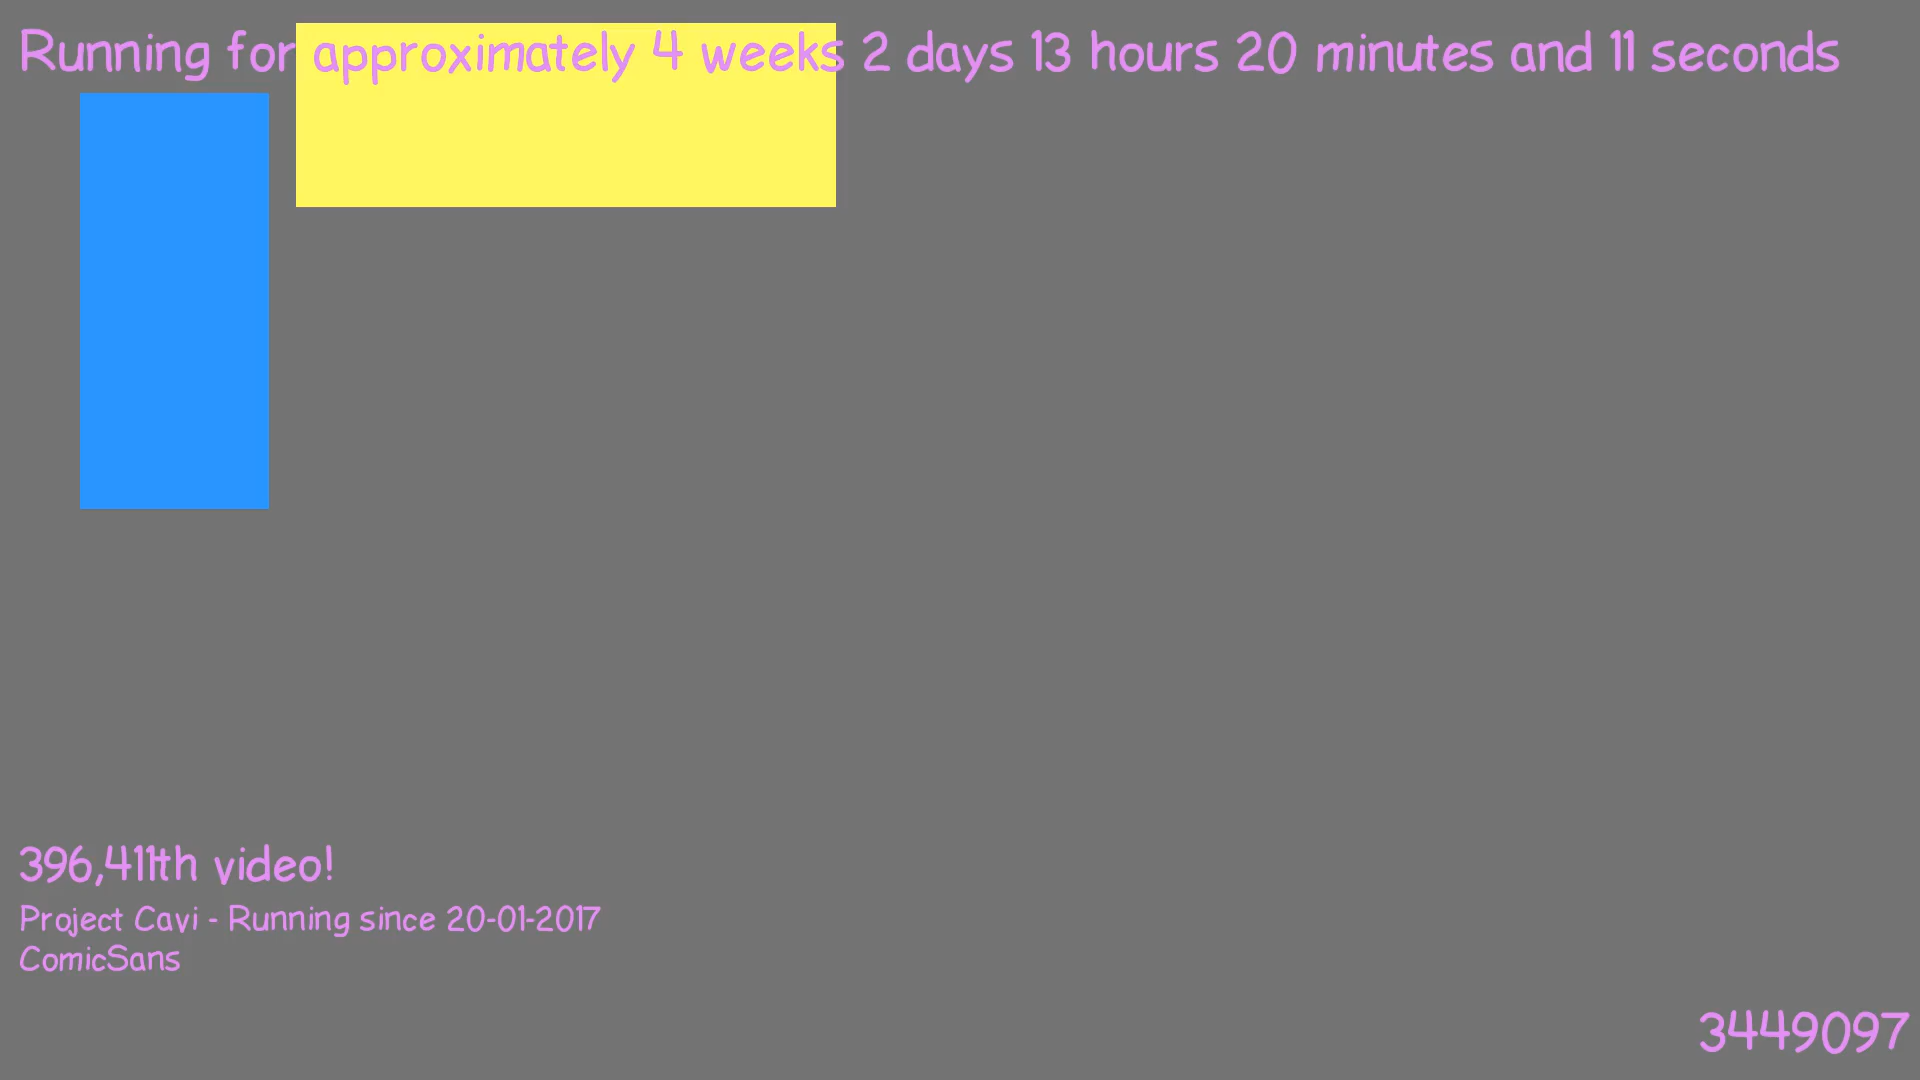 Running for approximately 4 weeks 2 days 13 hours 20 minutes and 11 seconds
396,411th video!
Project Cavi - Running since 20-01-2017
ComicSans
3449097